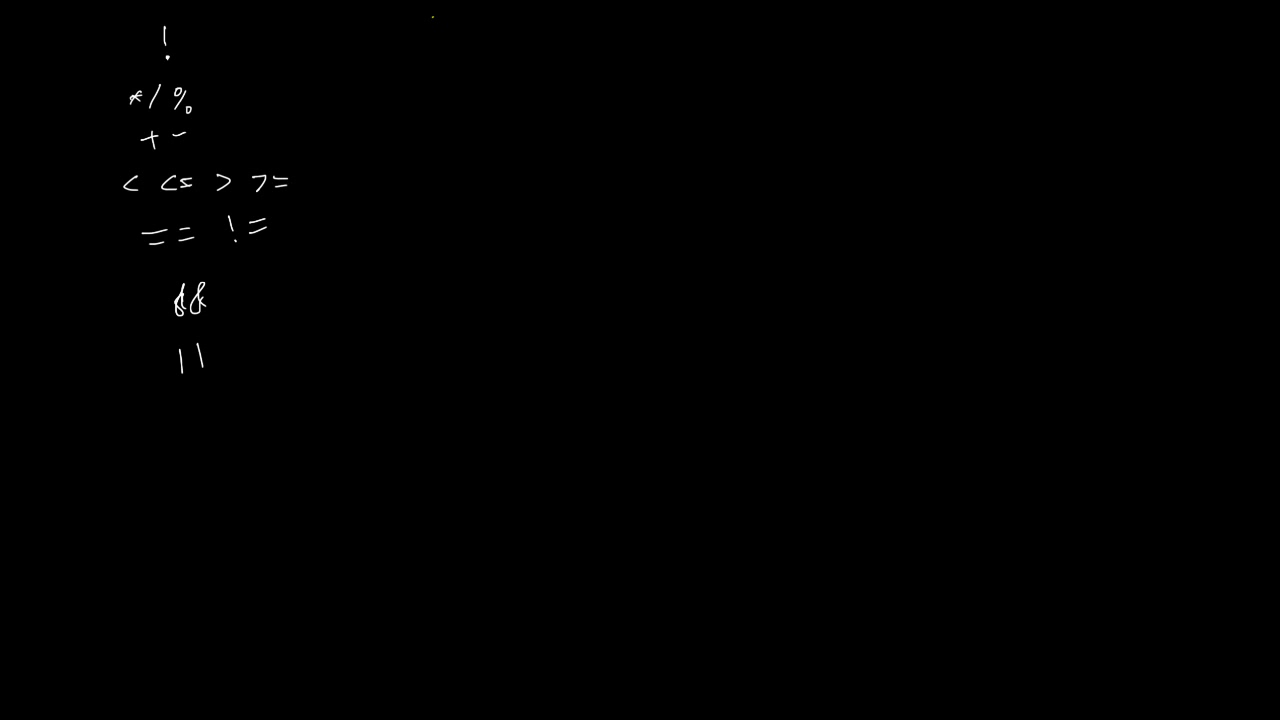 !
* / %
+ -
< <= > >=
== !=
&&
||